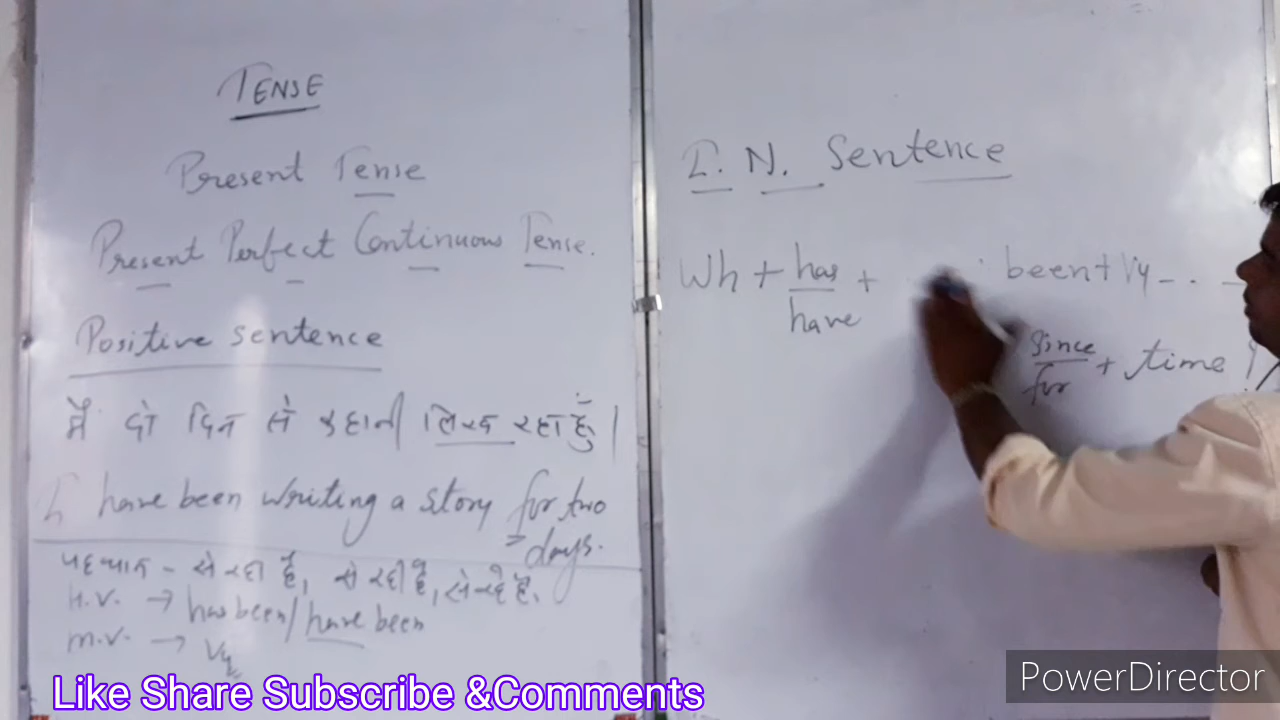 TENSE
Present Tense
Present Perfect Continuous Tense.
Positive sentence
मैं दो दिन से कहानी लिख रहा हूँ।
I have been writing a story for two
days.
पहचान - से रहा है, से रही है, से रहे हैं,
H.V. → has been/have been
M.V. → V4
I. N. Sentence
Wh + has + been + V4 - . . -
have
since + time ?
for
Like Share Subscribe &Comments
PowerDirector